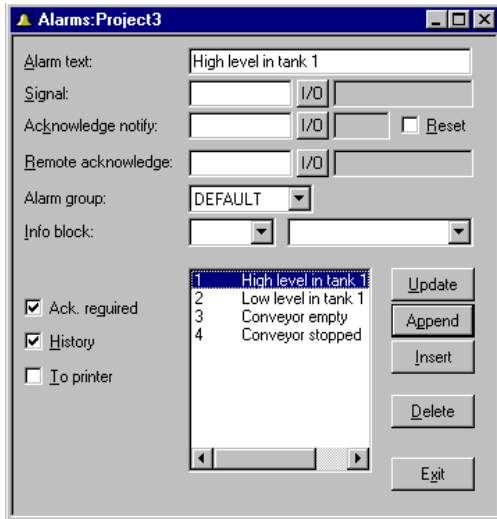 Alarms:Project3
Alarm text: High level in tank 1
Signal: I/O
Acknowledge notify: I/O Reset
Remote acknowledge: I/O
Alarm group: DEFAULT
Info block:
1 High level in tank 1 Update
2 Low level in tank 1
Ack. required 3 Conveyor empty Append
History 4 Conveyor stopped
Insert
To printer
Delete
Exit